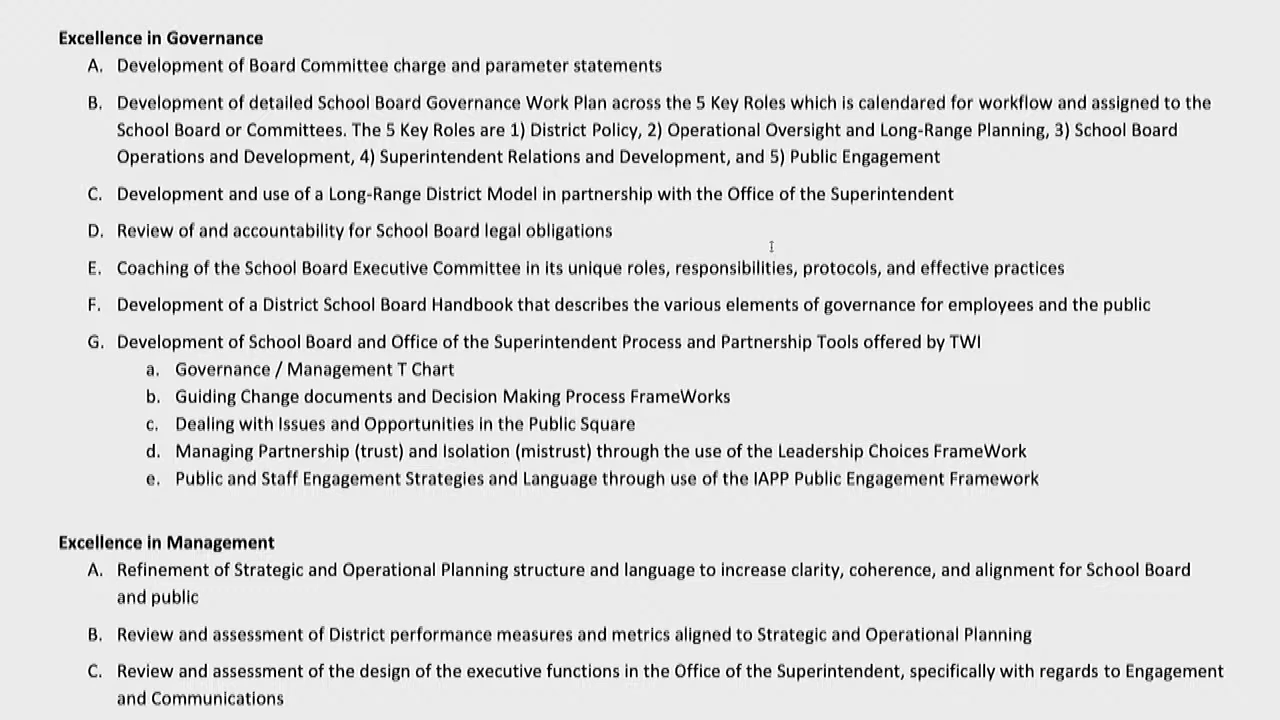 Excellence in Governance
A. Development of Board Committee charge and parameter statements
B. Development of detailed School Board Governance Work Plan across the 5 Key Roles which is calendared for workflow and assigned to the
School Board or Committees. The 5 Key Roles are 1) District Policy, 2) Operational Oversight and Long-Range Planning, 3) School Board
Operations and Development, 4) Superintendent Relations and Development, and 5) Public Engagement
C. Development and use of a Long-Range District Model in partnership with the Office of the Superintendent
D. Review of and accountability for School Board legal obligations
E. Coaching of the School Board Executive Committee in its unique roles, responsibilities, protocols, and effective practices
F. Development of a District School Board Handbook that describes the various elements of governance for employees and the public
G. Development of School Board and Office of the Superintendent Process and Partnership Tools offered by TWI
a. Governance / Management T Chart
b. Guiding Change documents and Decision Making Process FrameWorks
c. Dealing with Issues and Opportunities in the Public Square
d. Managing Partnership (trust) and Isolation (mistrust) through the use of the Leadership Choices FrameWork
e. Public and Staff Engagement Strategies and Language through use of the IAPP Public Engagement Framework
Excellence in Management
A. Refinement of Strategic and Operational Planning structure and language to increase clarity, coherence, and alignment for School Board
and public
B. Review and assessment of District performance measures and metrics aligned to Strategic and Operational Planning
C. Review and assessment of the design of the executive functions in the Office of the Superintendent, specifically with regards to Engagement
and Communications